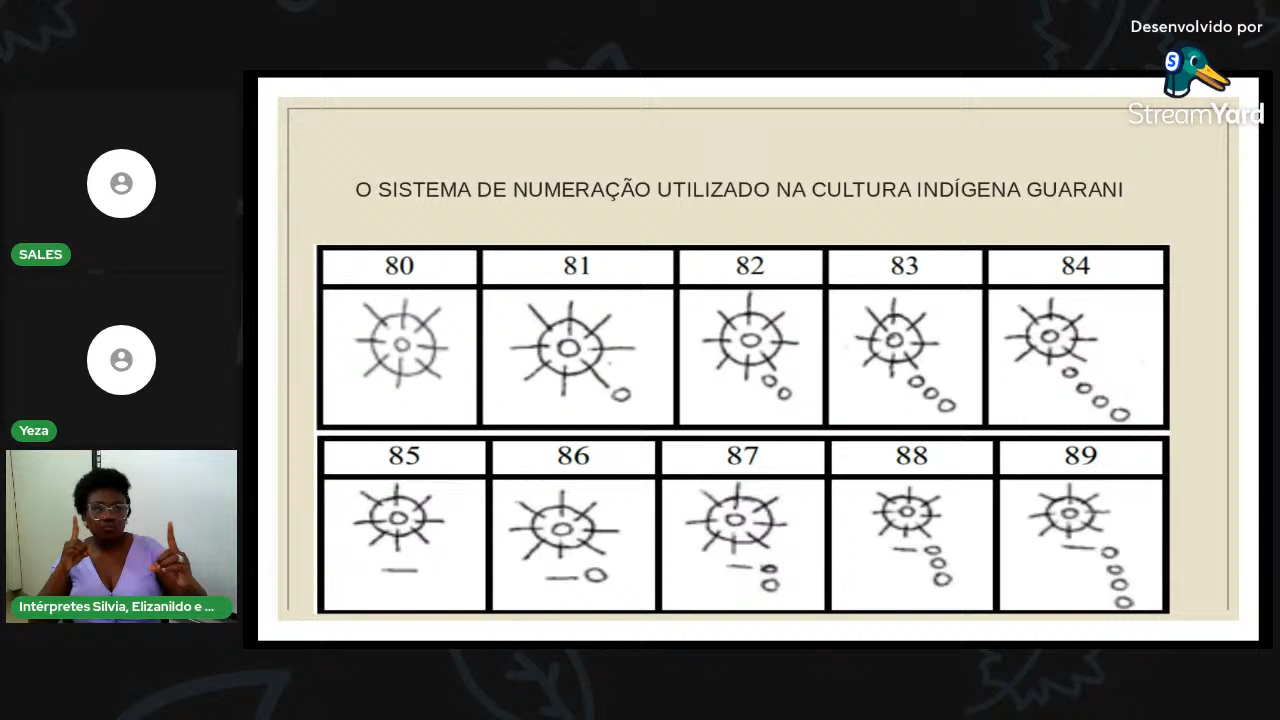 Desenvolvido por
StreamYard
O SISTEMA DE NUMERAÇÃO UTILIZADO NA CULTURA INDÍGENA GUARANI
80 81 82 83 84
85 86 87 88 89
SALES
Yeza
Intérpretes Silvia, Elizanildo e ...